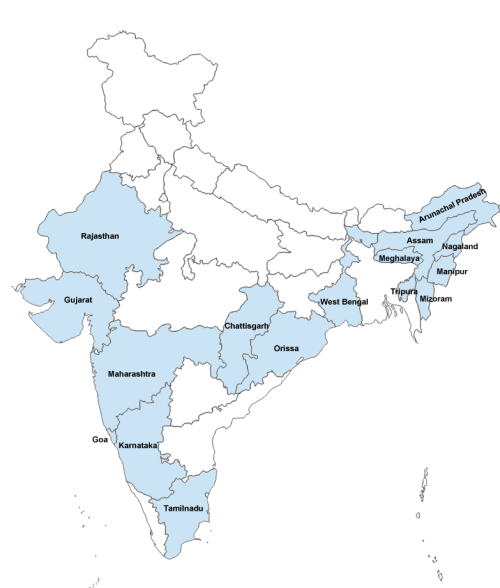 Arunachal Pradesh
Rajasthan
Assam
Nagaland
Meghalaya
Manipur
Gujarat
Tripura
Mizoram
West Bengal
Chattisgarh
Orissa
Maharashtra
Goa
Karnataka
Tamilnadu